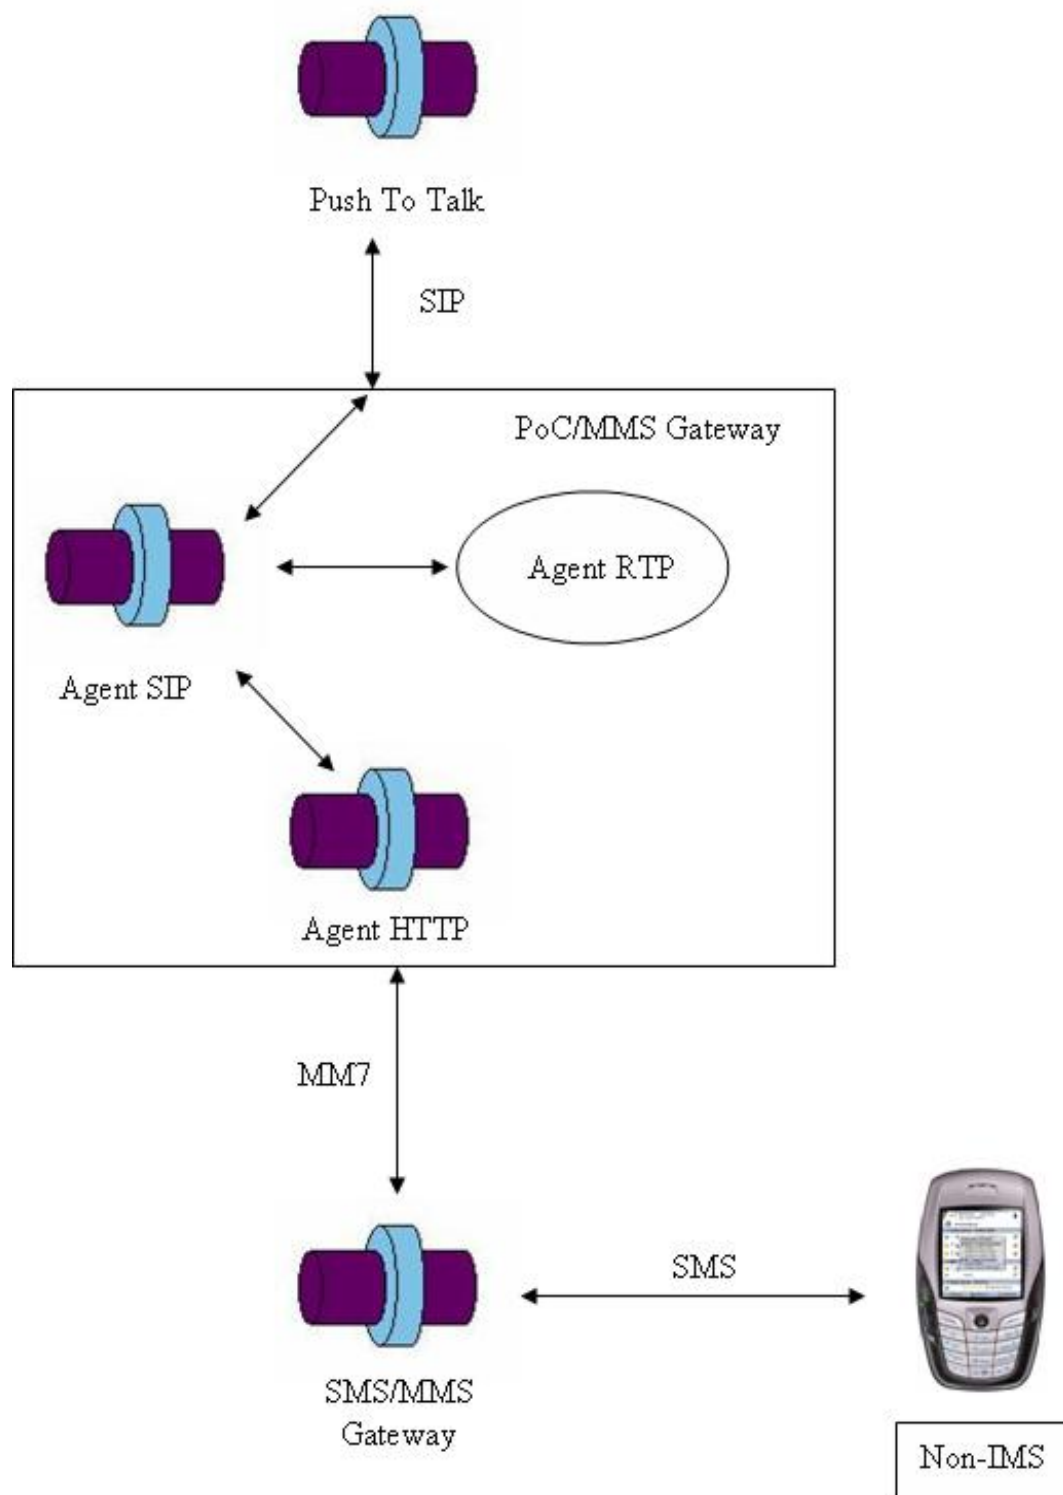 Push To Talk
SIP
PoC/MMS Gateway
Agent RTP
Agent SIP
Agent HTTP
MM7
SMS
SMS/MMS
Gateway
Non-IMS